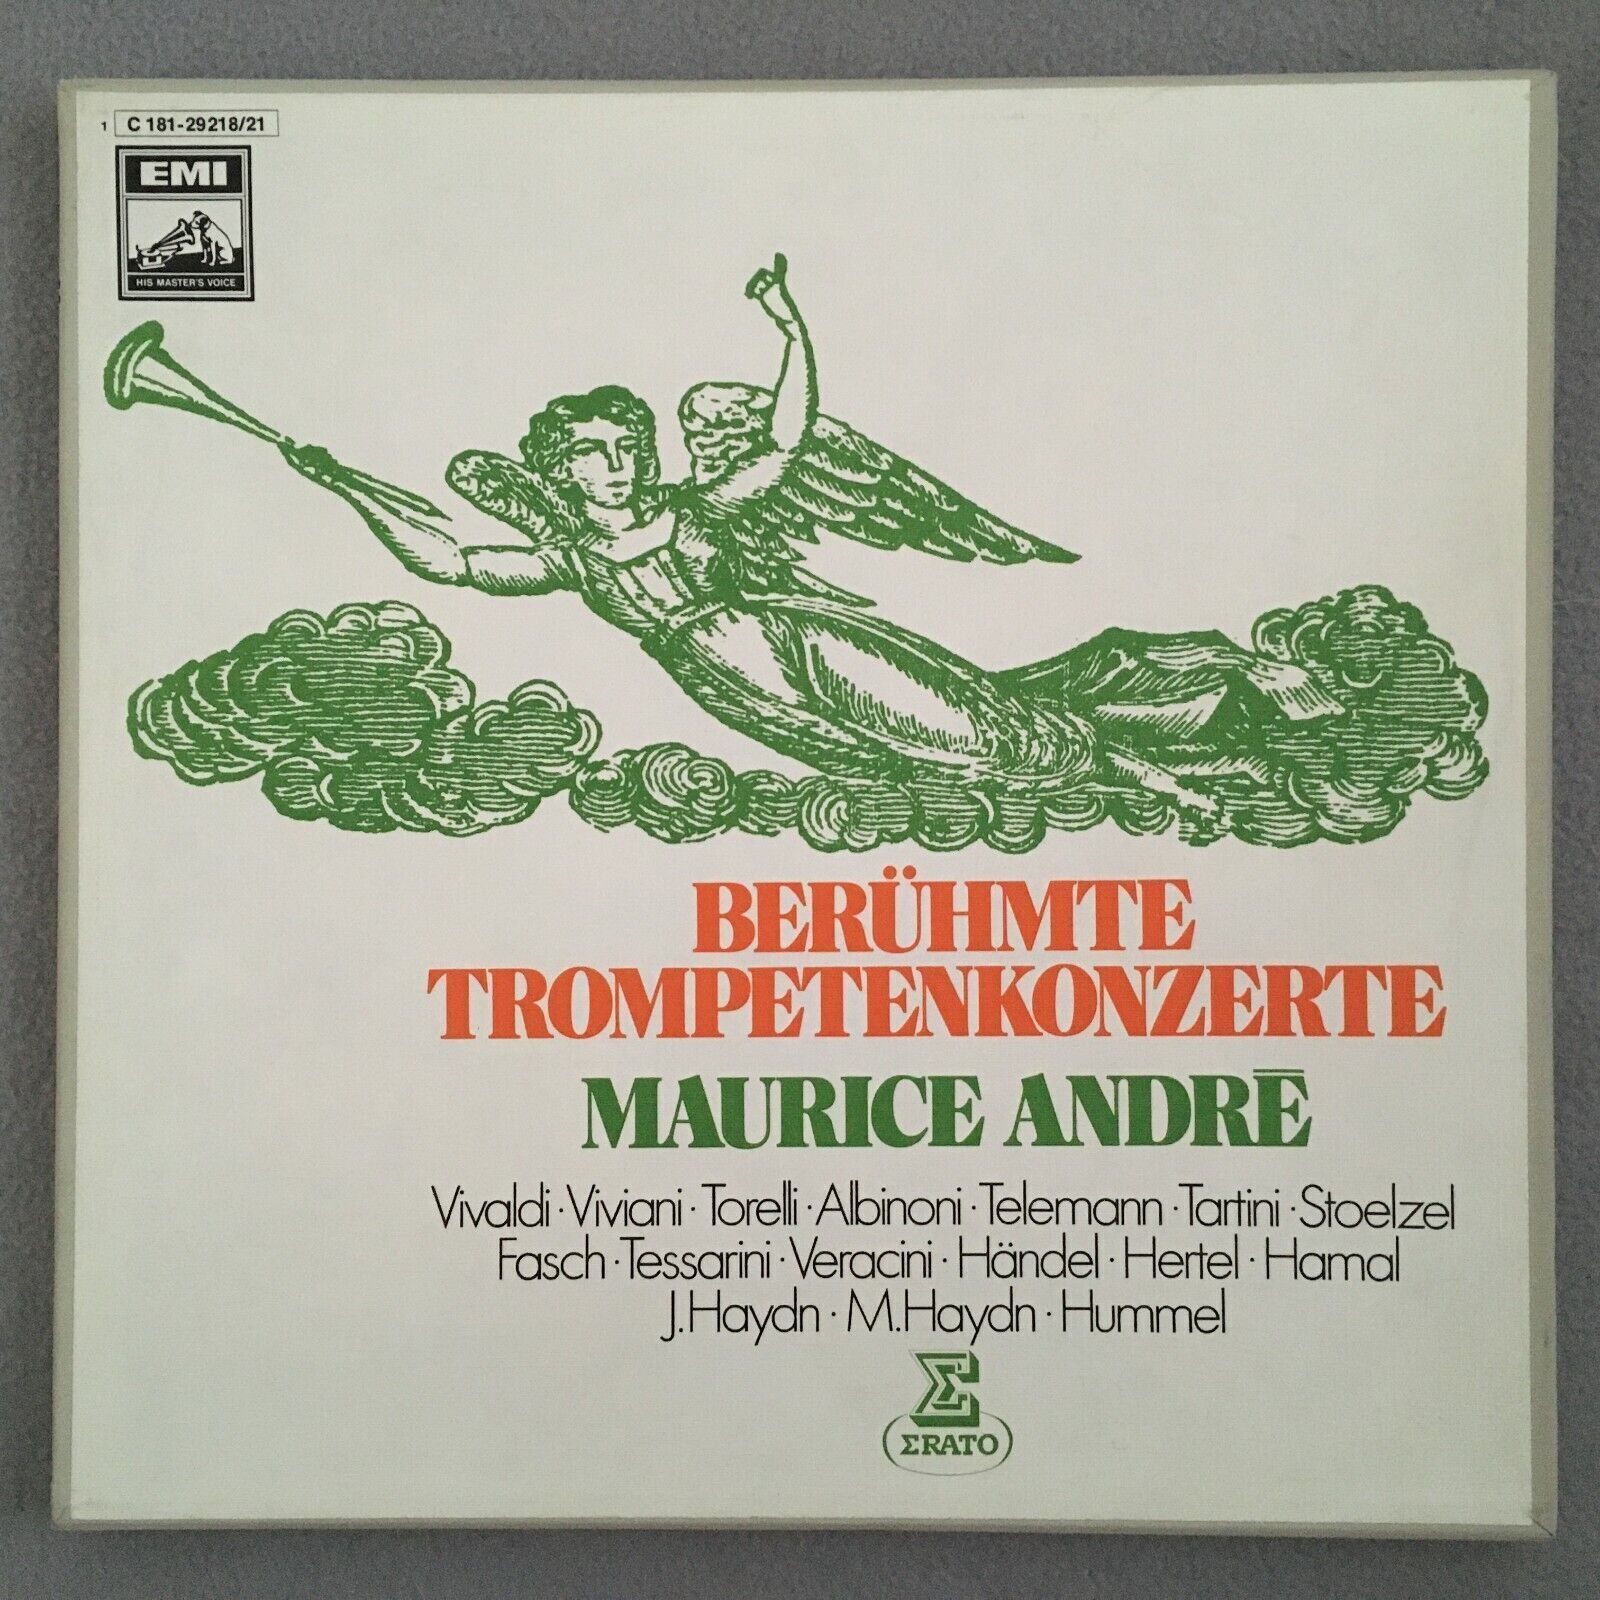 1 C 181-29218/21
EMI
HIS MASTER'S VOICE
BERÜHMTE
TROMPETENKONZERTE
MAURICE ANDRÉ
Vivaldi · Viviani · Torelli · Albinoni · Telemann · Tartini · Stoelzel
Fasch · Tessarini · Veracini · Händel · Hertel · Hamal
J. Haydn · M. Haydn · Hummel
Σ
ΣRATO